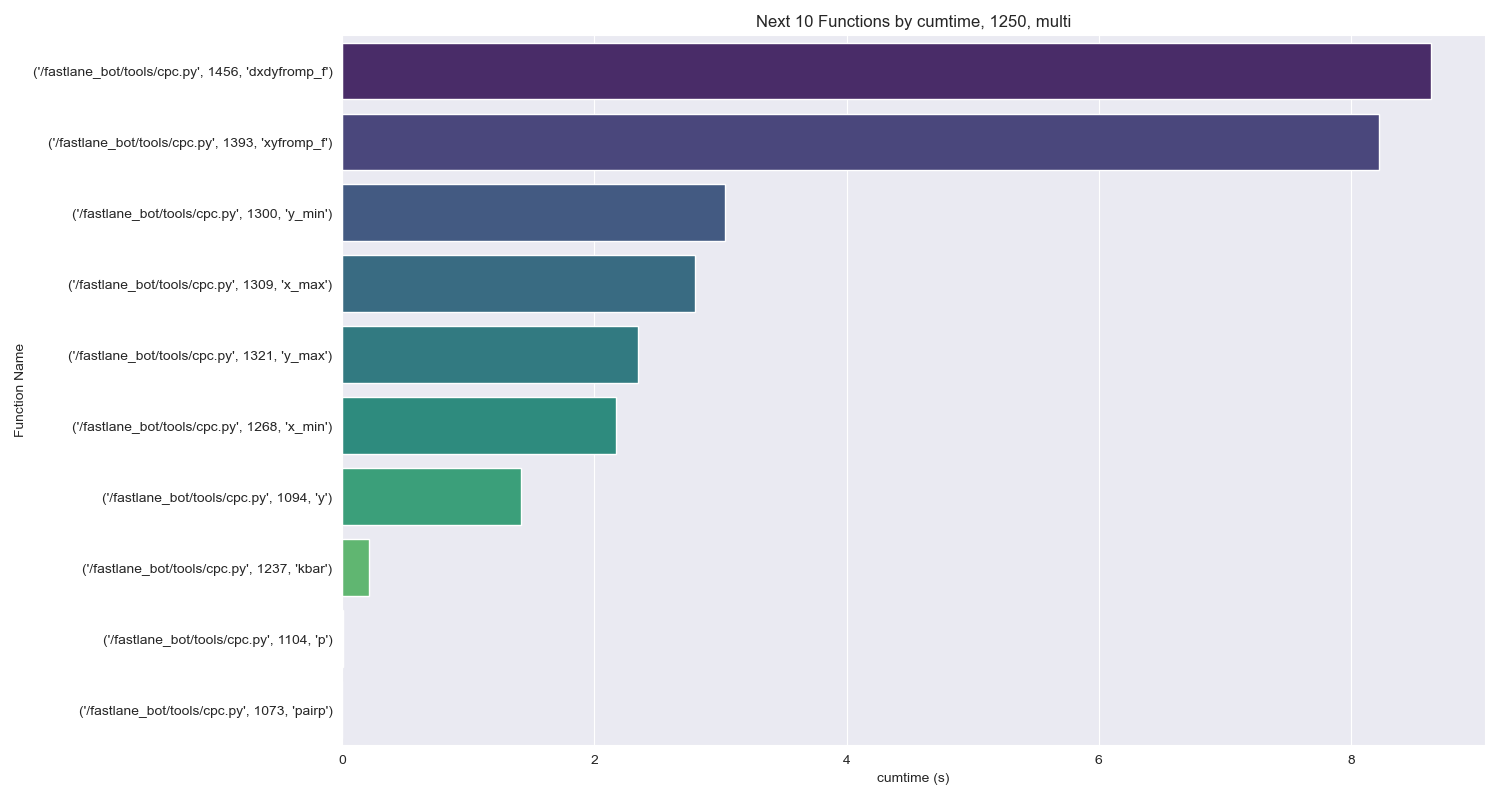 Next 10 Functions by cumtime, 1250, multi
('/fastlane_bot/tools/cpc.py', 1456, 'dxdyfromp_f')
('/fastlane_bot/tools/cpc.py', 1393, 'xyfromp_f')
('/fastlane_bot/tools/cpc.py', 1300, 'y_min')
('/fastlane_bot/tools/cpc.py', 1309, 'x_max')
('/fastlane_bot/tools/cpc.py', 1321, 'y_max')
('/fastlane_bot/tools/cpc.py', 1268, 'x_min')
('/fastlane_bot/tools/cpc.py', 1094, 'y')
('/fastlane_bot/tools/cpc.py', 1237, 'kbar')
('/fastlane_bot/tools/cpc.py', 1104, 'p')
('/fastlane_bot/tools/cpc.py', 1073, 'pairp')
Function Name
0 2 4 6 8
cumtime (s)